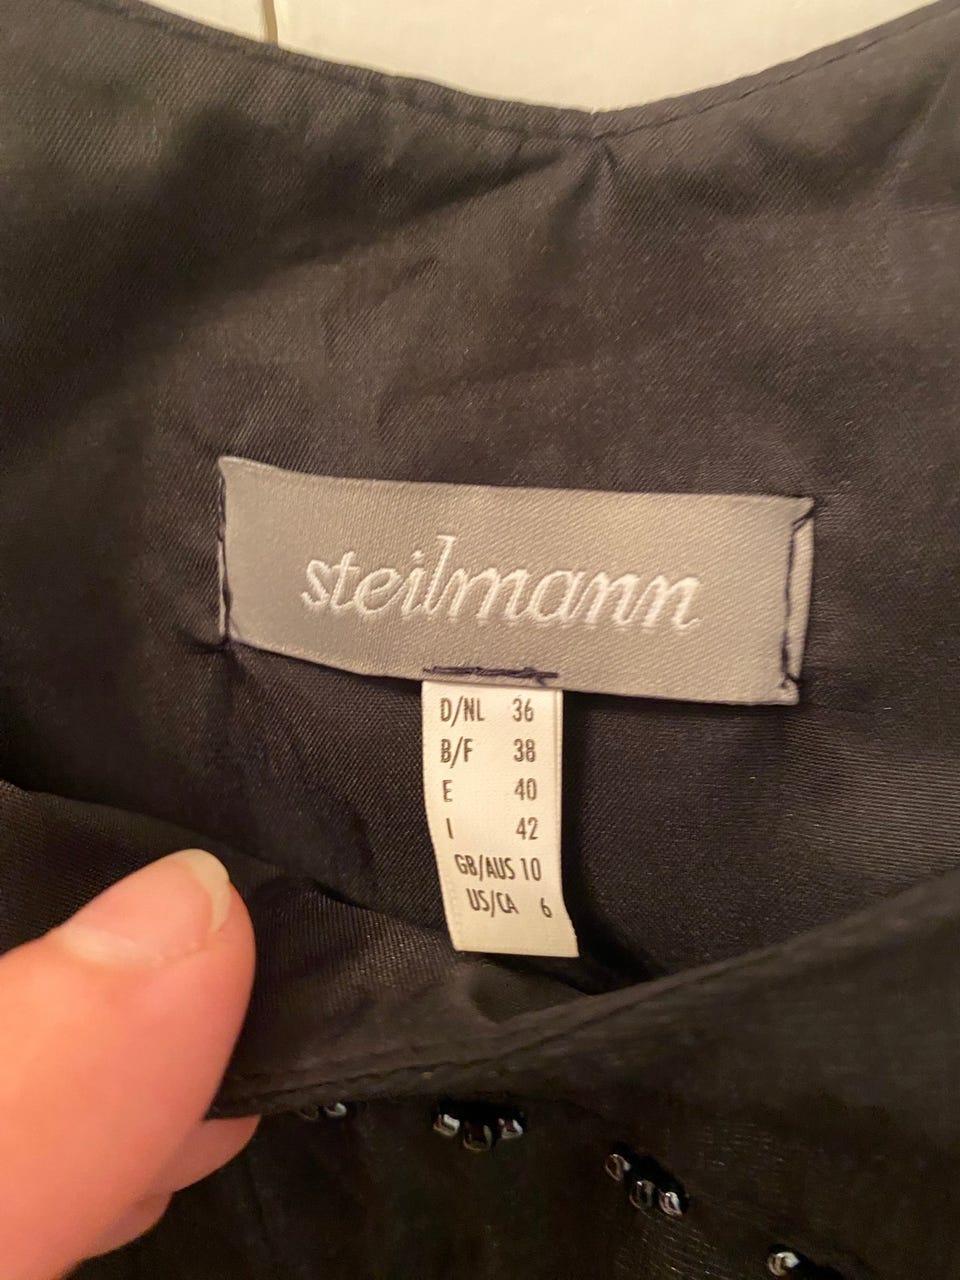 steilmann
D/NL 36
B/F 38
E 40
I 42
GB/AUS 10
US/CA 6